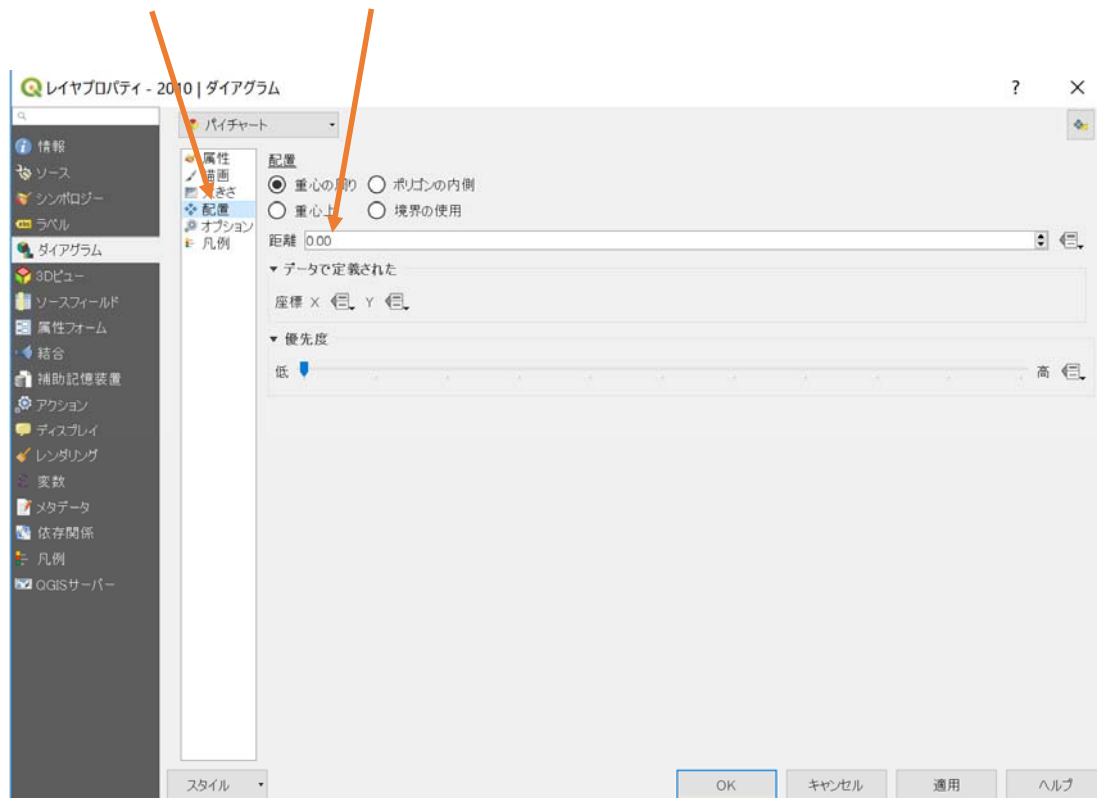 レイヤプロパティ - 2010 | ダイアグラム ? ×
パイチャート
情報
ソース
シンボロジー
abc ラベル
ダイアグラム
3Dビュー
ソースフィールド
属性フォーム
結合
補助記憶装置
アクション
ディスプレイ
レンダリング
変数
メタデータ
依存関係
凡例
QGISサーバー
属性
描画
大きさ
配置
オプション
凡例
配置
重心の周り ポリゴンの内側
重心上 境界の使用
距離 0.00
データで定義された
座標 X Y
優先度
低 高
スタイル OK キャンセル 適用 ヘルプ